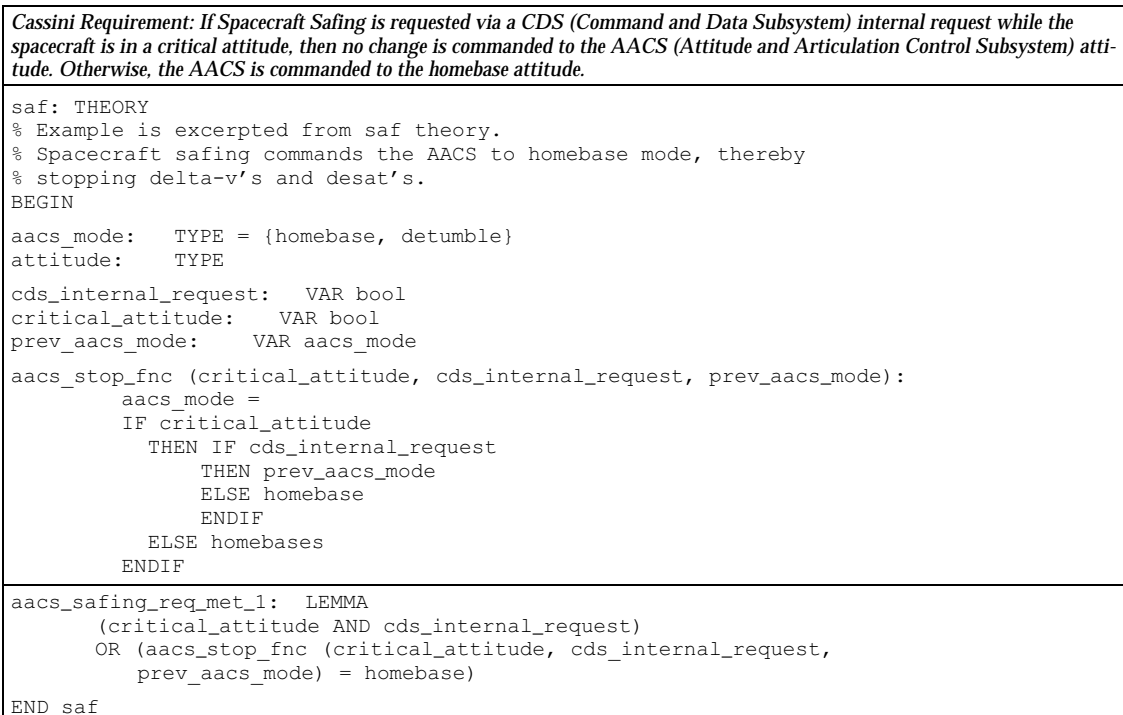 Cassini Requirement: If Spacecraft Safing is requested via a CDS (Command and Data Subsystem) internal request while the
spacecraft is in a critical attitude, then no change is commanded to the AACS (Attitude and Articulation Control Subsystem) atti-
tude. Otherwise, the AACS is commanded to the homebase attitude.
saf: THEORY
% Example is excerpted from saf theory.
% Spacecraft safing commands the AACS to homebase mode, thereby
% stopping delta-v’s and desat’s.
BEGIN
aacs_mode: TYPE = {homebase, detumble}
attitude: TYPE
cds_internal_request: VAR bool
critical_attitude: VAR bool
prev_aacs_mode: VAR aacs_mode
aacs_stop_fnc (critical_attitude, cds_internal_request, prev_aacs_mode):
aacs_mode =
IF critical_attitude
THEN IF cds_internal_request
THEN prev_aacs_mode
ELSE homebase
ENDIF
ELSE homebases
ENDIF
aacs_safing_req_met_1: LEMMA
(critical_attitude AND cds_internal_request)
OR (aacs_stop_fnc (critical_attitude, cds_internal_request,
prev_aacs_mode) = homebase)
END saf